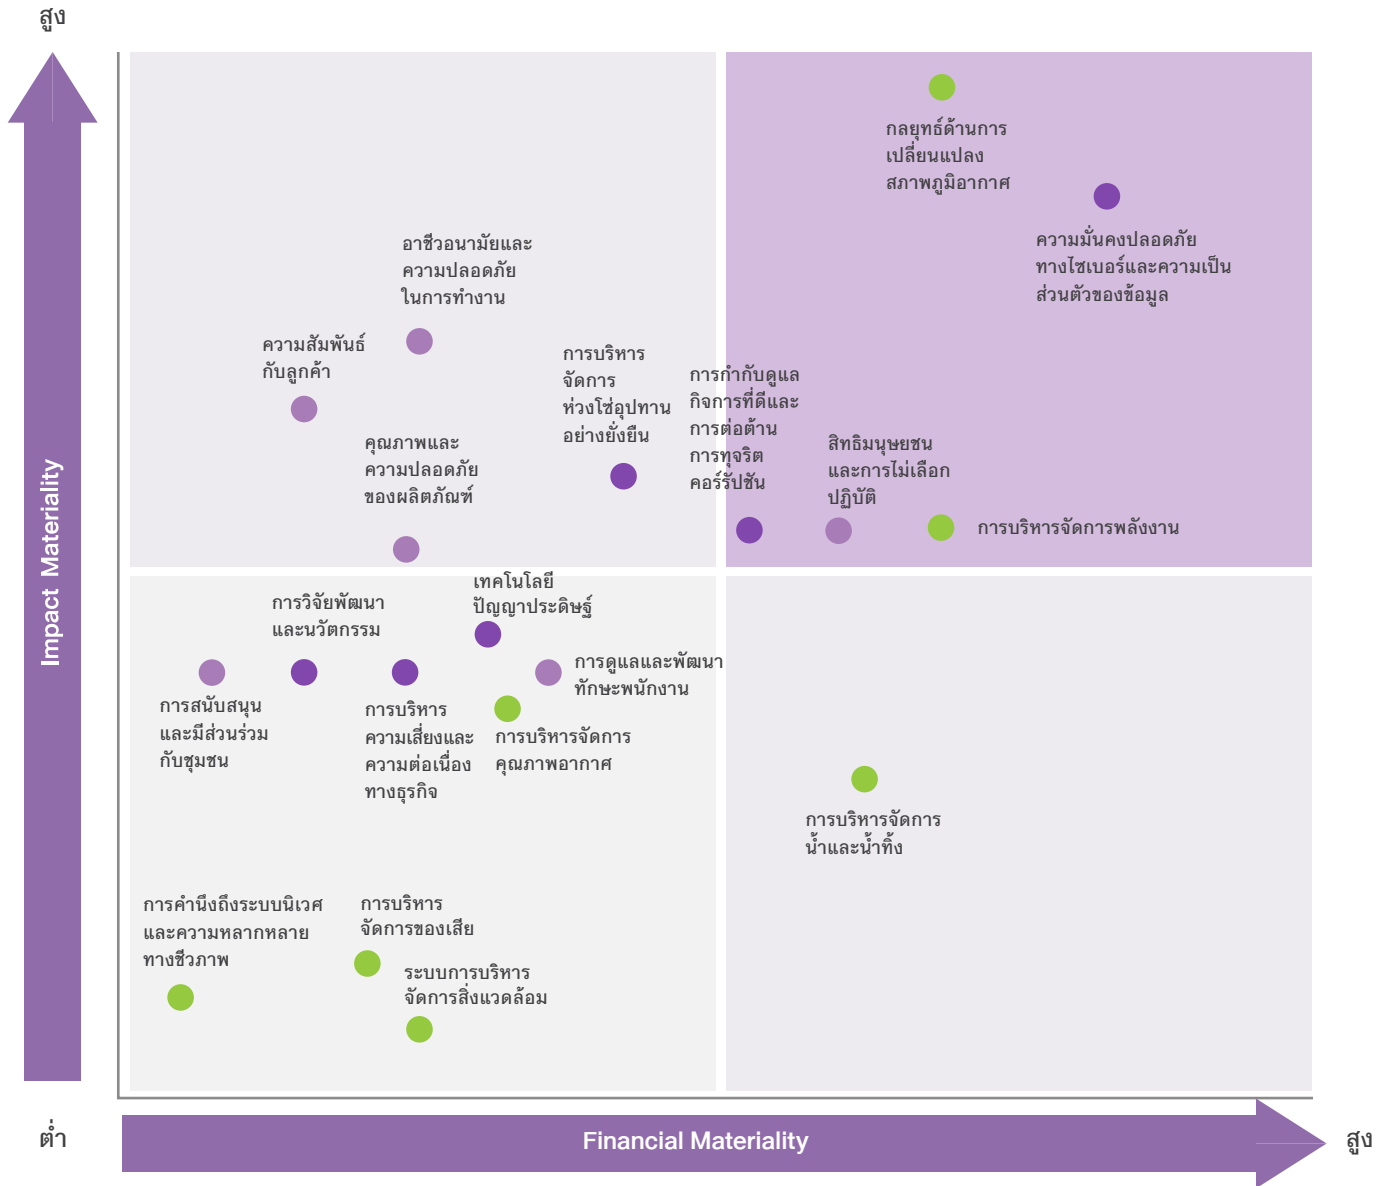 สูง
กลยุทธ์ด้านการ
เปลี่ยนแปลง
สภาพภูมิอากาศ
ความมั่นคงปลอดภัย
ทางไซเบอร์และความเป็น
ส่วนตัวของข้อมูล
อาชีวอนามัยและ
ความปลอดภัย
ในการทำงาน
ความสัมพันธ์
กับลูกค้า
การบริหาร
จัดการ
ห่วงโซ่อุปทาน
อย่างยั่งยืน
การกำกับดูแล
กิจการที่ดีและ
การต่อต้าน
การทุจริต
คอร์รัปชัน
คุณภาพและ
ความปลอดภัย
ของผลิตภัณฑ์
สิทธิมนุษยชน
และการไม่เลือก
ปฏิบัติ
การบริหารจัดการพลังงาน
Impact Materiality
เทคโนโลยี
ปัญญาประดิษฐ์
การวิจัยพัฒนา
และนวัตกรรม
การดูแลและพัฒนา
ทักษะพนักงาน
การสนับสนุน
และมีส่วนร่วม
กับชุมชน
การบริหาร
ความเสี่ยงและ
ความต่อเนื่อง
ทางธุรกิจ
การบริหารจัดการ
คุณภาพอากาศ
การบริหารจัดการ
น้ำและน้ำทิ้ง
การคำนึงถึงระบบนิเวศ
และความหลากหลาย
ทางชีวภาพ
การบริหาร
จัดการของเสีย
ระบบการบริหาร
จัดการสิ่งแวดล้อม
ต่ำ
Financial Materiality
สูง